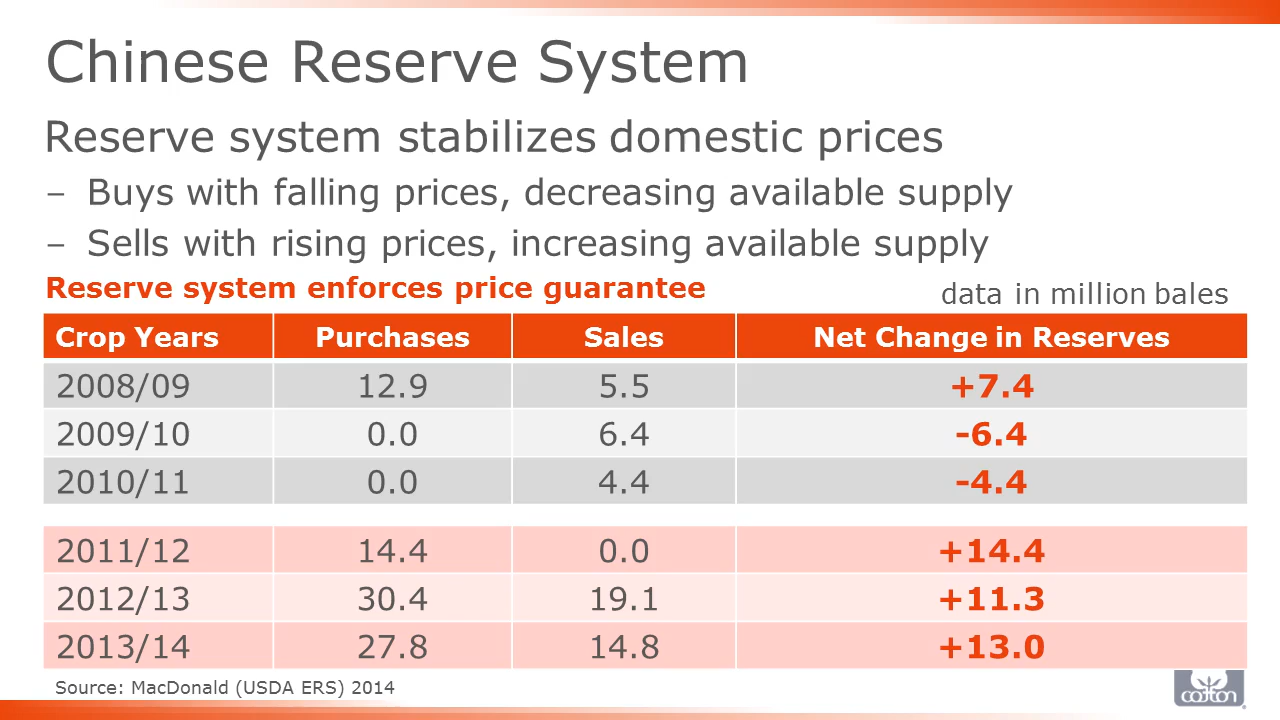 Chinese Reserve System
Reserve system stabilizes domestic prices
– Buys with falling prices, decreasing available supply
– Sells with rising prices, increasing available supply
Reserve system enforces price guarantee
data in million bales
Crop Years Purchases Sales Net Change in Reserves
2008/09 12.9 5.5 +7.4
2009/10 0.0 6.4 -6.4
2010/11 0.0 4.4 -4.4
2011/12 14.4 0.0 +14.4
2012/13 30.4 19.1 +11.3
2013/14 27.8 14.8 +13.0
Source: MacDonald (USDA ERS) 2014
cotton